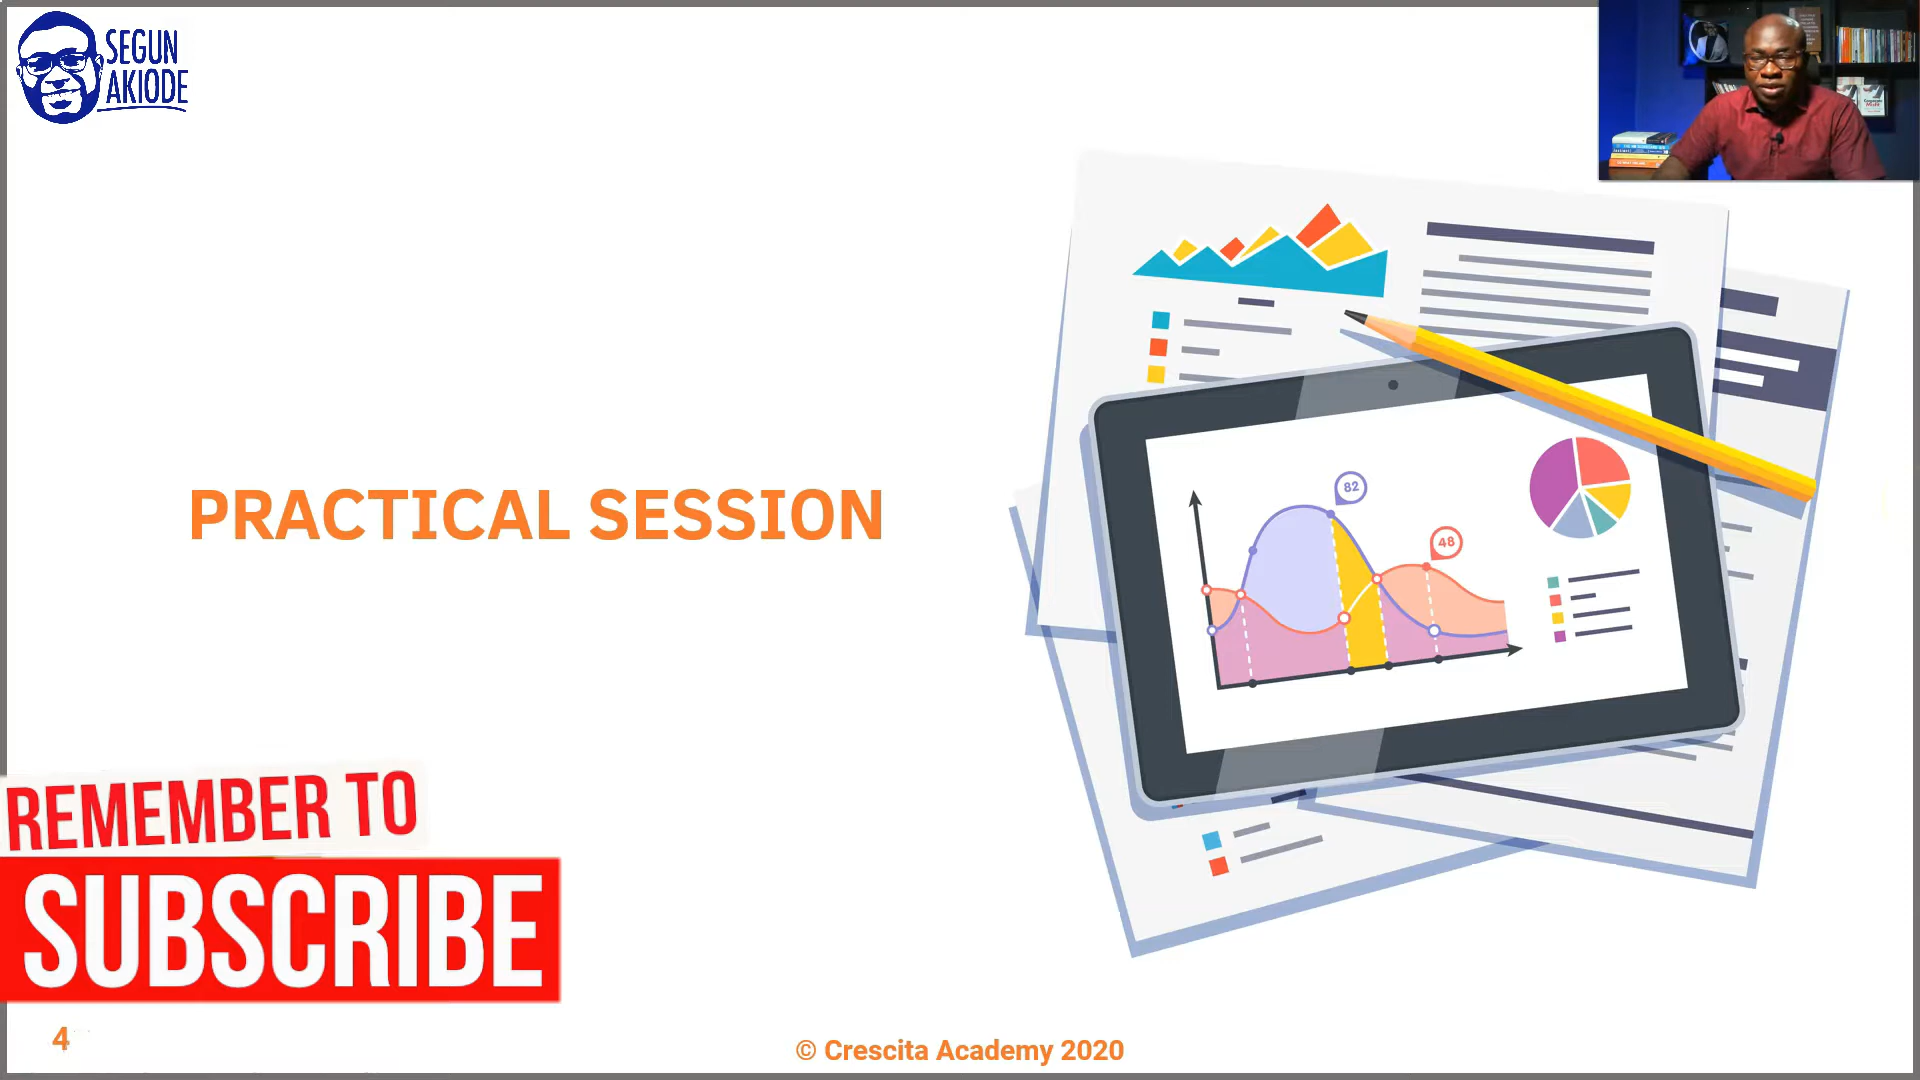 SEGUN
AKIODE
PRACTICAL SESSION
82
48
REMEMBER TO
SUBSCRIBE
4
© Crescita Academy 2020